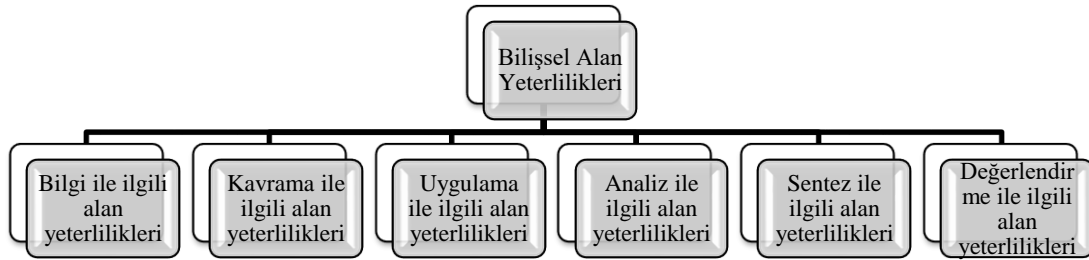 Bilişsel Alan
Yeterlilikleri
Bilgi ile ilgili
alan
yeterlilikleri
Kavrama ile
ilgili alan
yeterlilikleri
Uygulama
ile ilgili alan
yeterlilikleri
Analiz ile
ilgili alan
yeterlilikleri
Sentez ile
ilgili alan
yeterlilikleri
Değerlendir
me ile ilgili
alan
yeterlilikleri